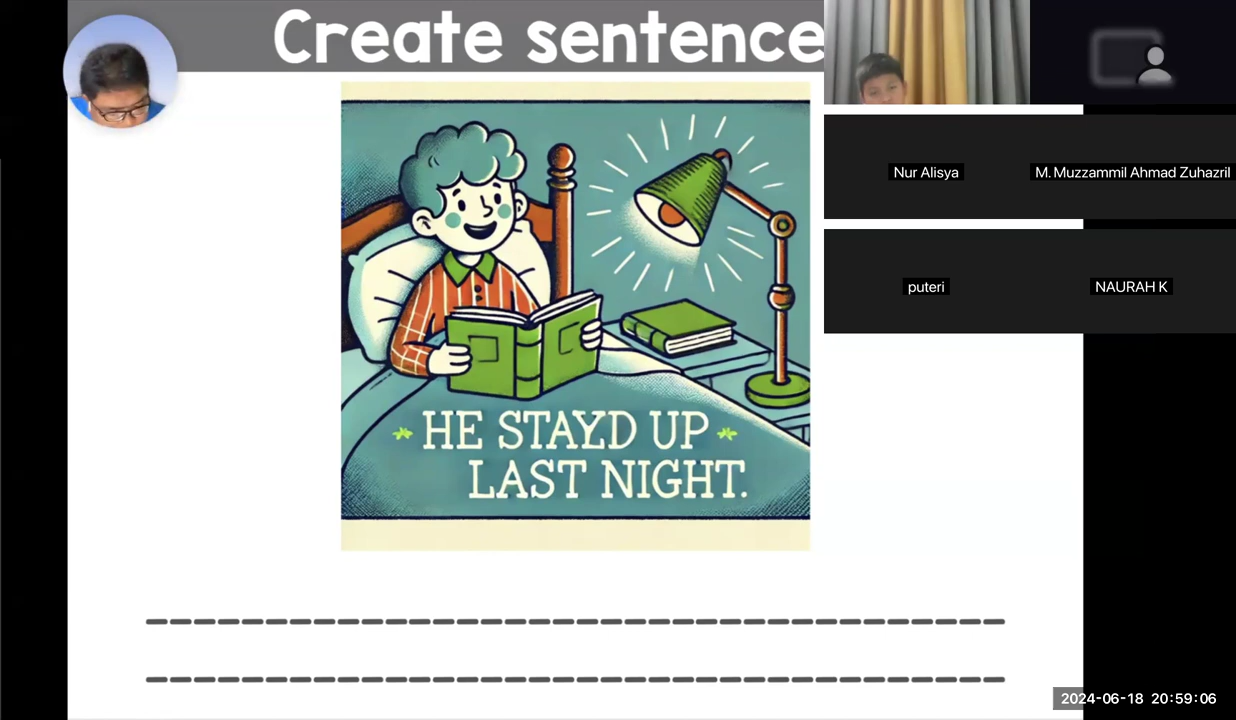 Create sentence
Nur Alisya
M. Muzzammil Ahmad Zuhazril
puteri
NAURAH K
HE STAYD UP
LAST NIGHT.
2024-06-18 20:59:06